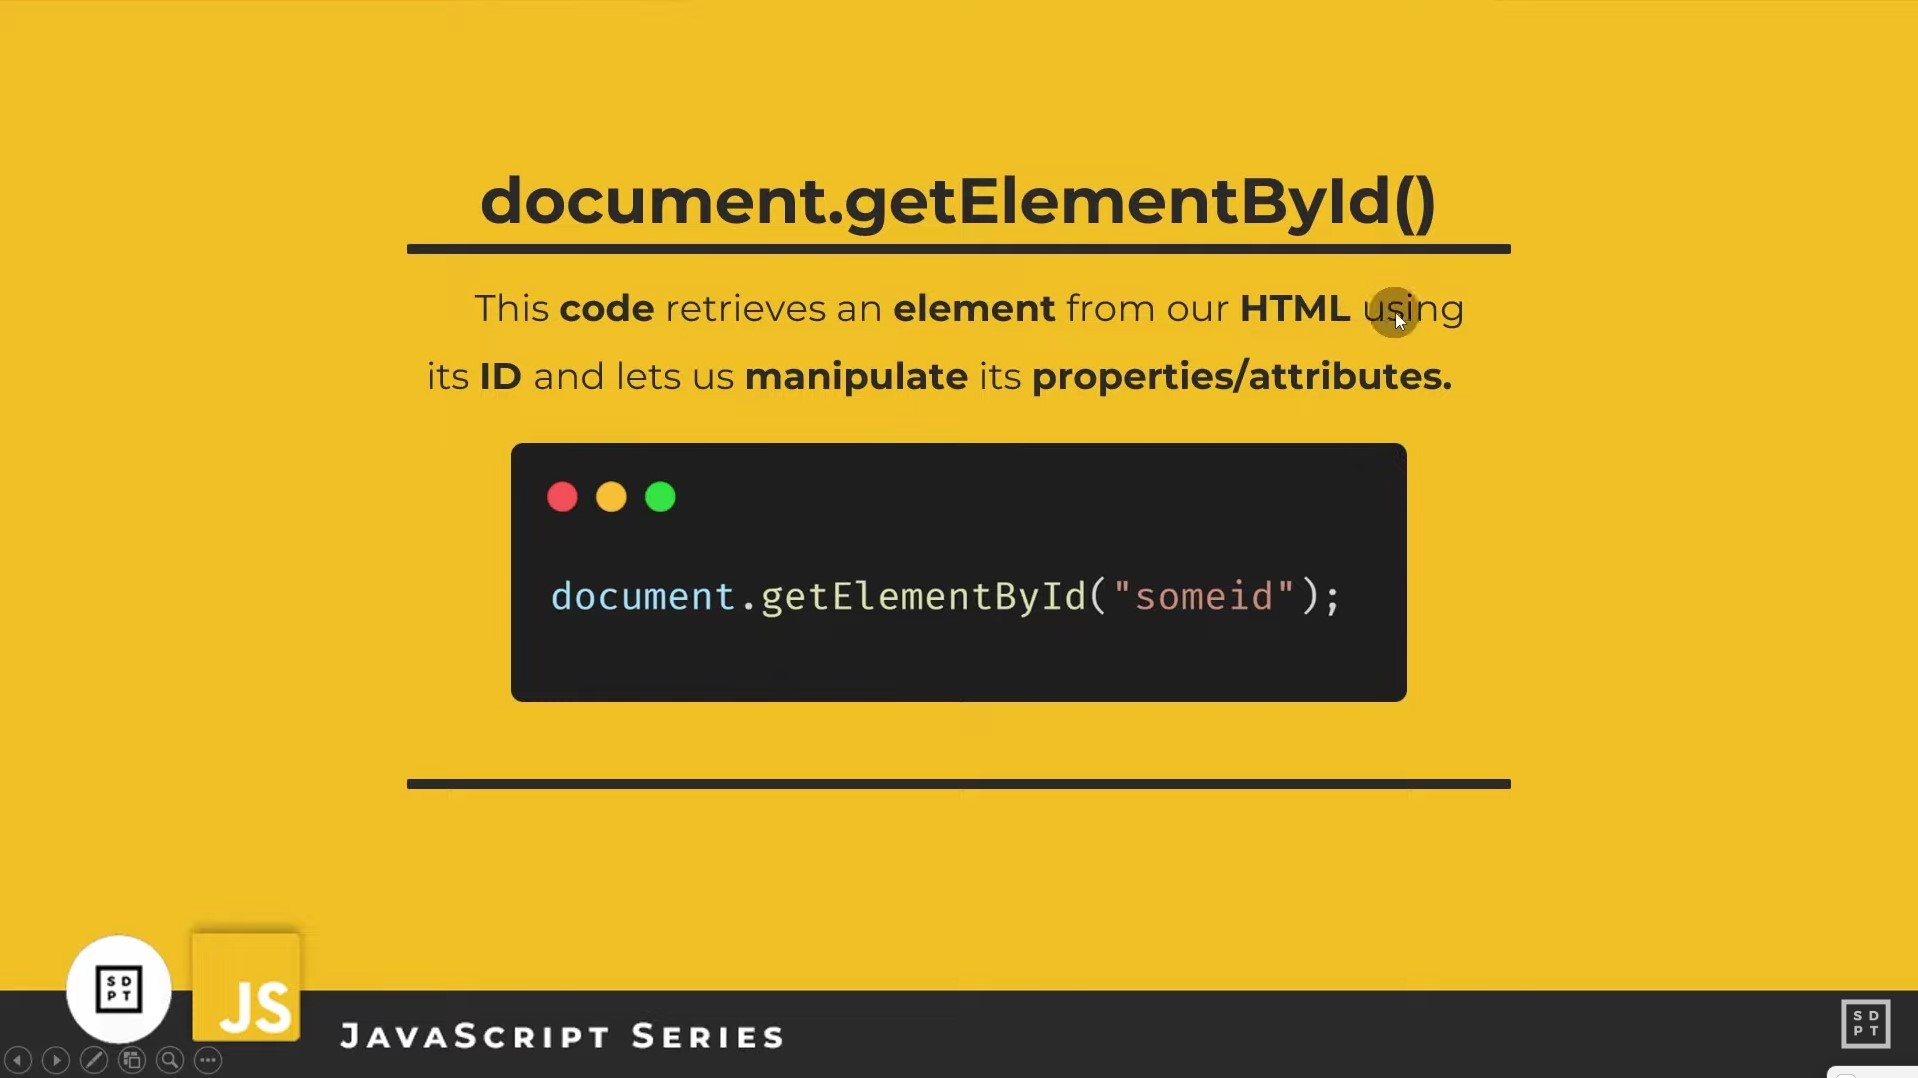 document.getElementById()
This code retrieves an element from our HTML using
its ID and lets us manipulate its properties/attributes.
document.getElementById("someid");
SD
PT
JS
JAVASCRIPT SERIES
SD
PT